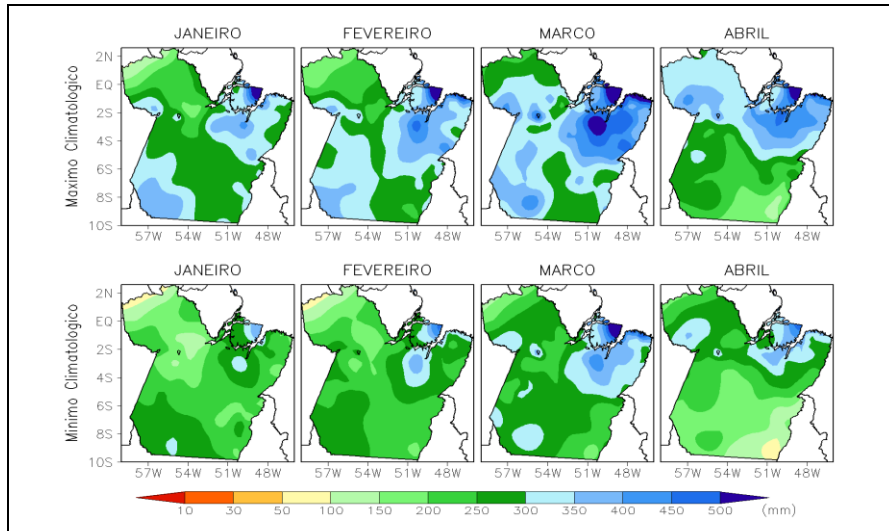 JANEIRO FEVEREIRO MARCO ABRIL
Maximo Climatologico
2N
EQ
2S
4S
6S
8S
10S
57W 54W 51W 48W 57W 54W 51W 48W 57W 54W 51W 48W 57W 54W 51W 48W
JANEIRO FEVEREIRO MARCO ABRIL
Minimo Climatologico
2N
EQ
2S
4S
6S
8S
10S
57W 54W 51W 48W 57W 54W 51W 48W 57W 54W 51W 48W 57W 54W 51W 48W
10 30 50 100 150 200 250 300 350 400 450 500 (mm)